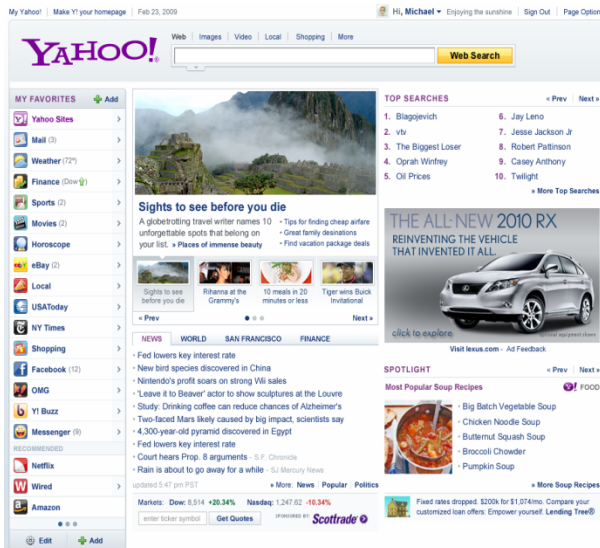 My Yahoo! Make Y! your homepage Feb 23, 2009
Hi, Michael Enjoying the sunshine Sign Out Page Option
YAHOO!
Web Images Video Local Shopping More
Web Search
MY FAVORITES Add
Yahoo Sites
Mail (3)
Weather (72°)
Finance (Dow)
Sports (2)
Movies (2)
Horoscope
eBay (2)
Local
USAToday
NY Times
Shopping
Facebook (12)
OMG
Y! Buzz
Messenger (9)
RECOMMENDED
Netflix
Wired
Amazon
Edit Add
Sights to see before you die
A globetrotting travel writer names 10
unforgettable spots that belong on
your list. » Places of immense beauty
• Tips for finding cheap airfare
• Great family desinations
• Find vacation package deals
Sights to see
before you die
Rihanna at the
Grammy's
10 meals in 20
minutes or less
Tiger wins Buick
Invitational
« Prev Next »
NEWS WORLD SAN FRANCISCO FINANCE
• Fed lowers key interest rate
• New bird species discovered in China
• Nintendo's profit soars on strong Wii sales
• 'Leave it to Beaver' actor to show sculptures at the Louvre
• Study: Drinking coffee can reduce chances of Alzheimer's
• Two-faced Mars likely caused by big impact, scientists say
• 4,300-year-old pyramid discovered in Egypt
• Fed lowers key interest rate
• Court hears Prop. 8 arguments - S.F. Chronicle
• Rain is about to go away for a while - SJ Mercury News
updated 5:47 pm PST » More: News Popular Politics
Markets: Dow: 8,514 +20.34% Nasdaq: 1,247.62 -10.34%
enter ticker symbol Get Quotes SPONSORED BY: Scottrade
TOP SEARCHES « Prev Next »
1. Blagojevich
2. vtv
3. The Biggest Loser
4. Oprah Winfrey
5. Oil Prices
6. Jay Leno
7. Jesse Jackson Jr
8. Robert Pattinson
9. Casey Anthony
10. Twilight
» More Top Searches
THE ALL-NEW 2010 RX
REINVENTING THE VEHICLE
THAT INVENTED IT ALL.
click to explore optional equipment shown
Visit lexus.com - Ad Feedback
SPOTLIGHT « Prev Next »
Most Popular Soup Recipes Y! FOOD
• Big Batch Vegetable Soup
• Chicken Noodle Soup
• Butternut Squash Soup
• Broccoli Chowder
• Pumpkin Soup
» More Soup Recipes
Fixed rates dropped. $200k for $1,074/mo. Compare your
customized loan offers: Empower yourself. Lending Tree®